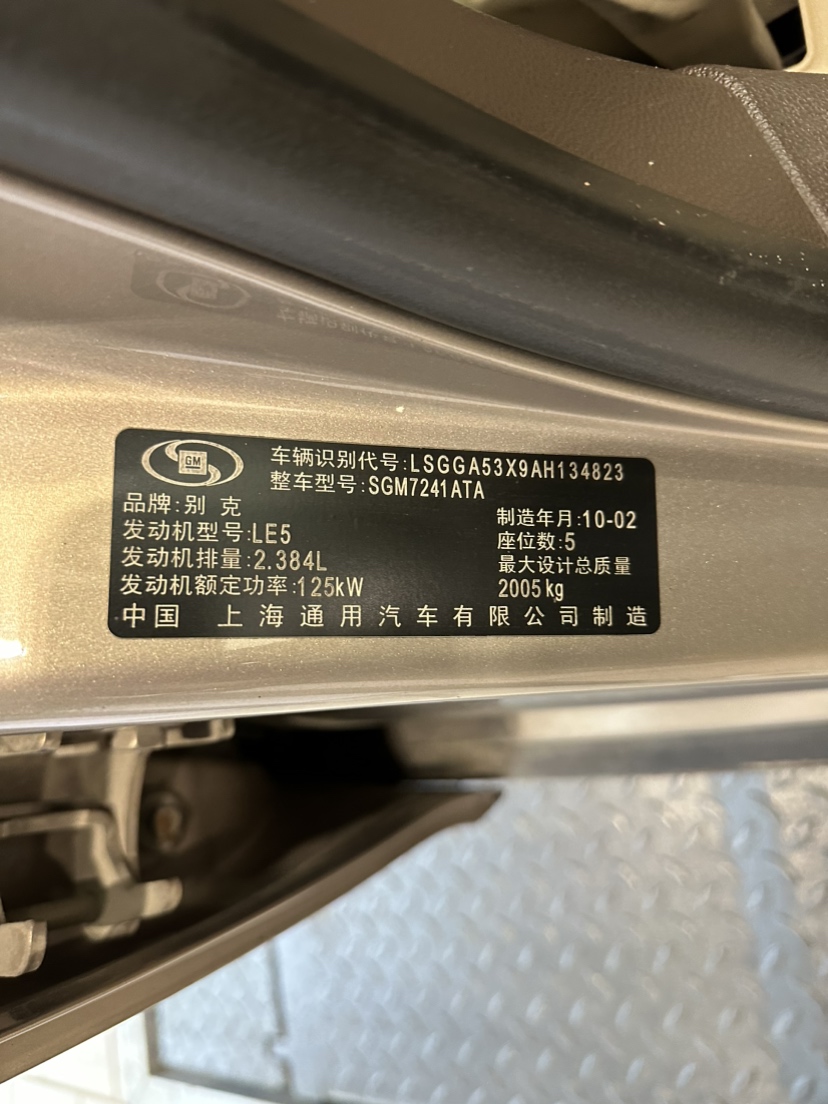 GM
车辆识别代号:LSGGA53X9AH134823
整车型号:SGM7241ATA
品牌:别 克
制造年月:10-02
发动机型号:LE5
座位数:5
发动机排量:2.384L
最大设计总质量
发动机额定功率:125kW
2005kg
中国 上海通用汽车有限公司制造